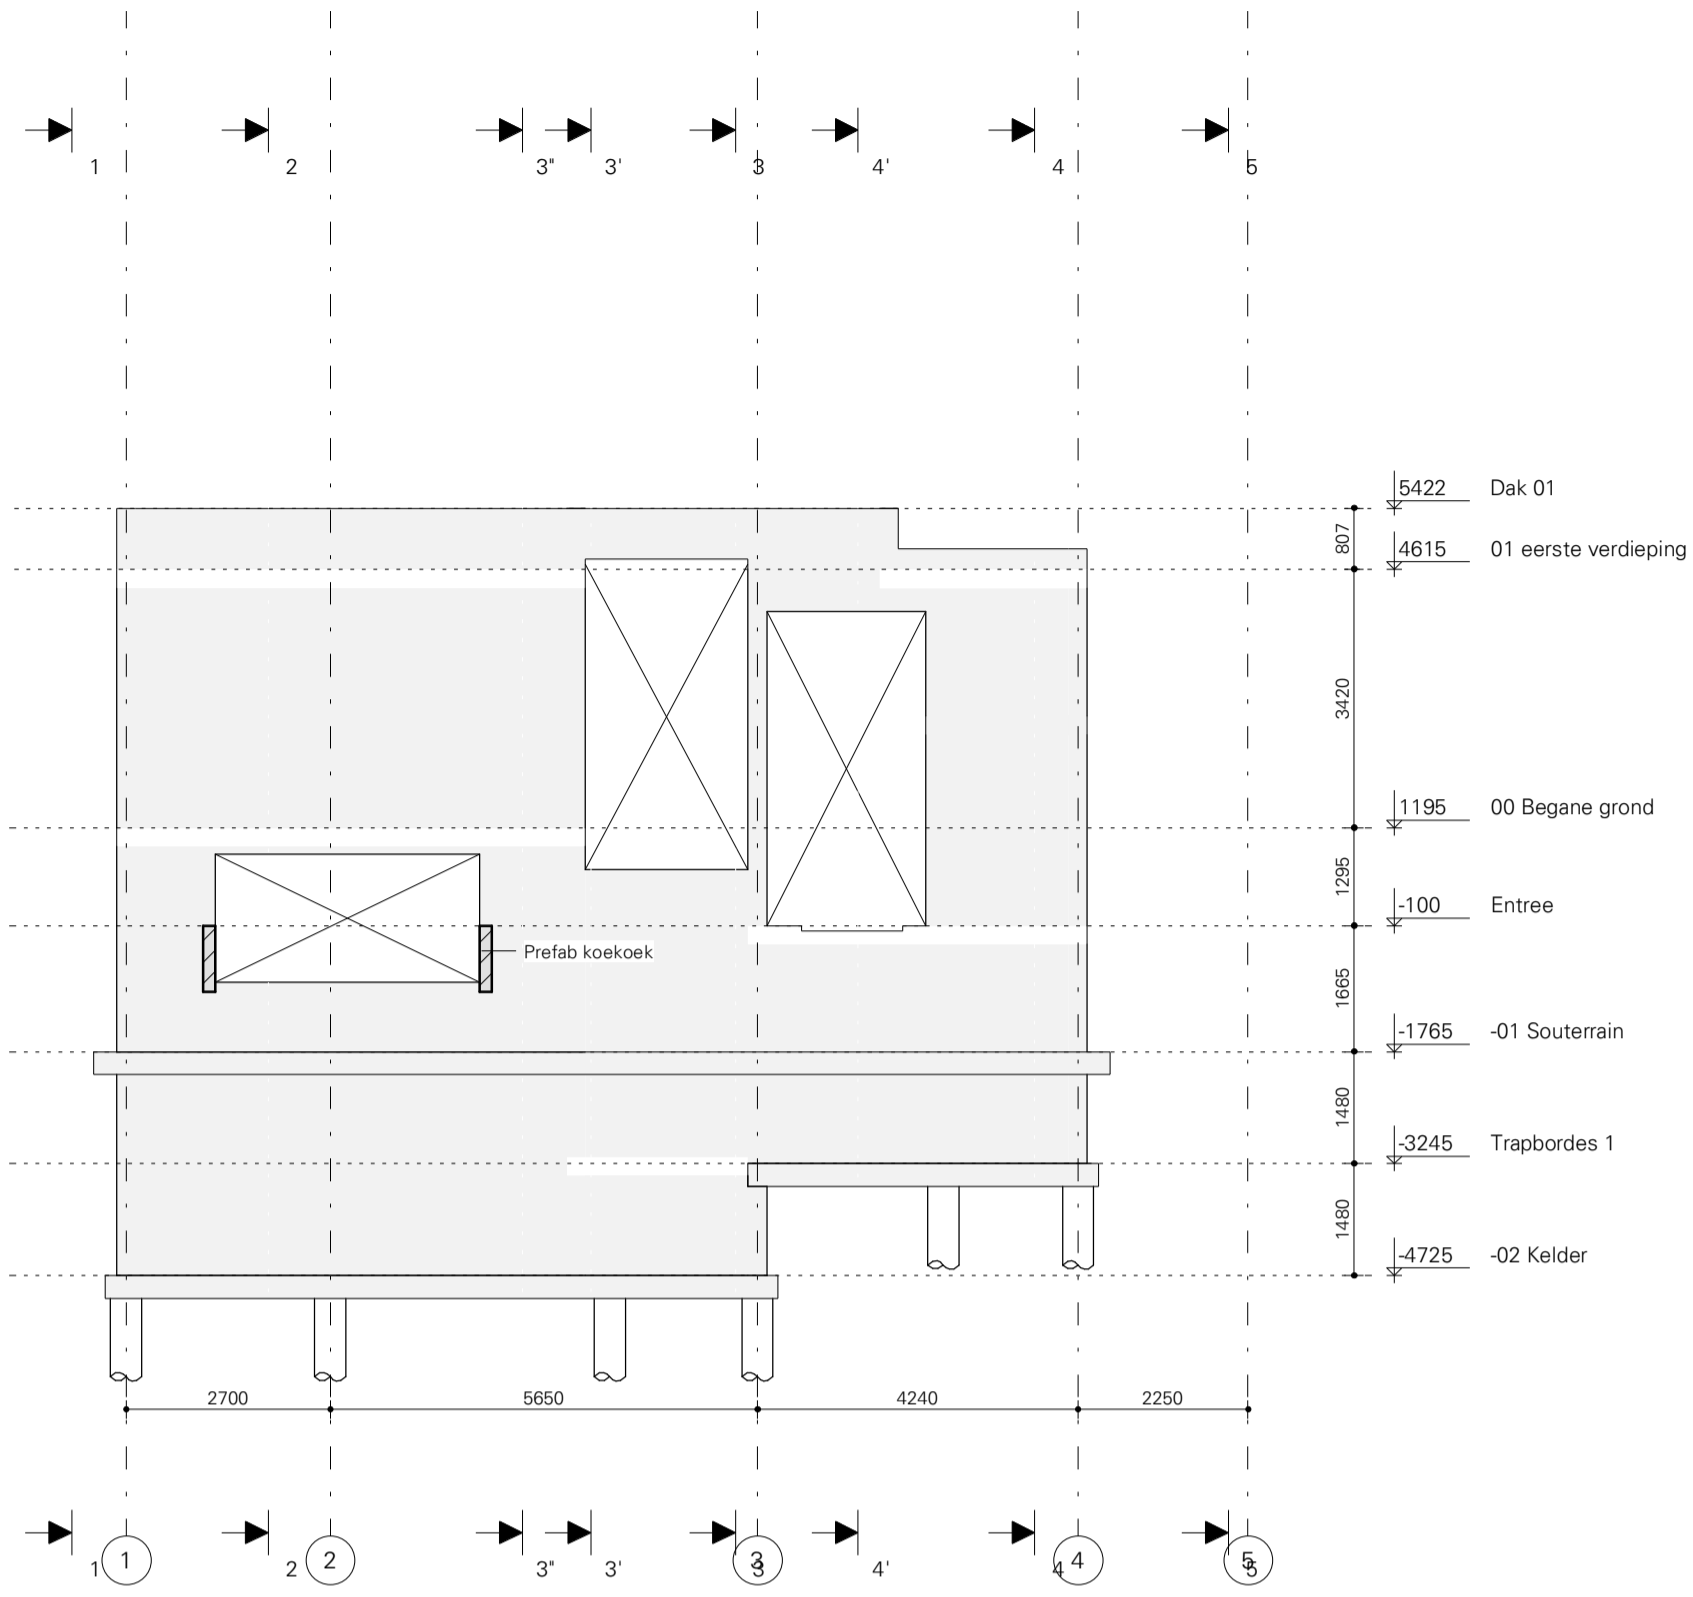 1 2 3" 3' 3 4' 4 5
5422 Dak 01
807
4615 01 eerste verdieping
3420
1195 00 Begane grond
1295
-100 Entree
Prefab koekoek
1665
-1765 -01 Souterrain
1480
-3245 Trapbordes 1
1480
-4725 -02 Kelder
2700 5650 4240 2250
1 2 3 4 5
1 2 3" 3' 3 4' 4 5